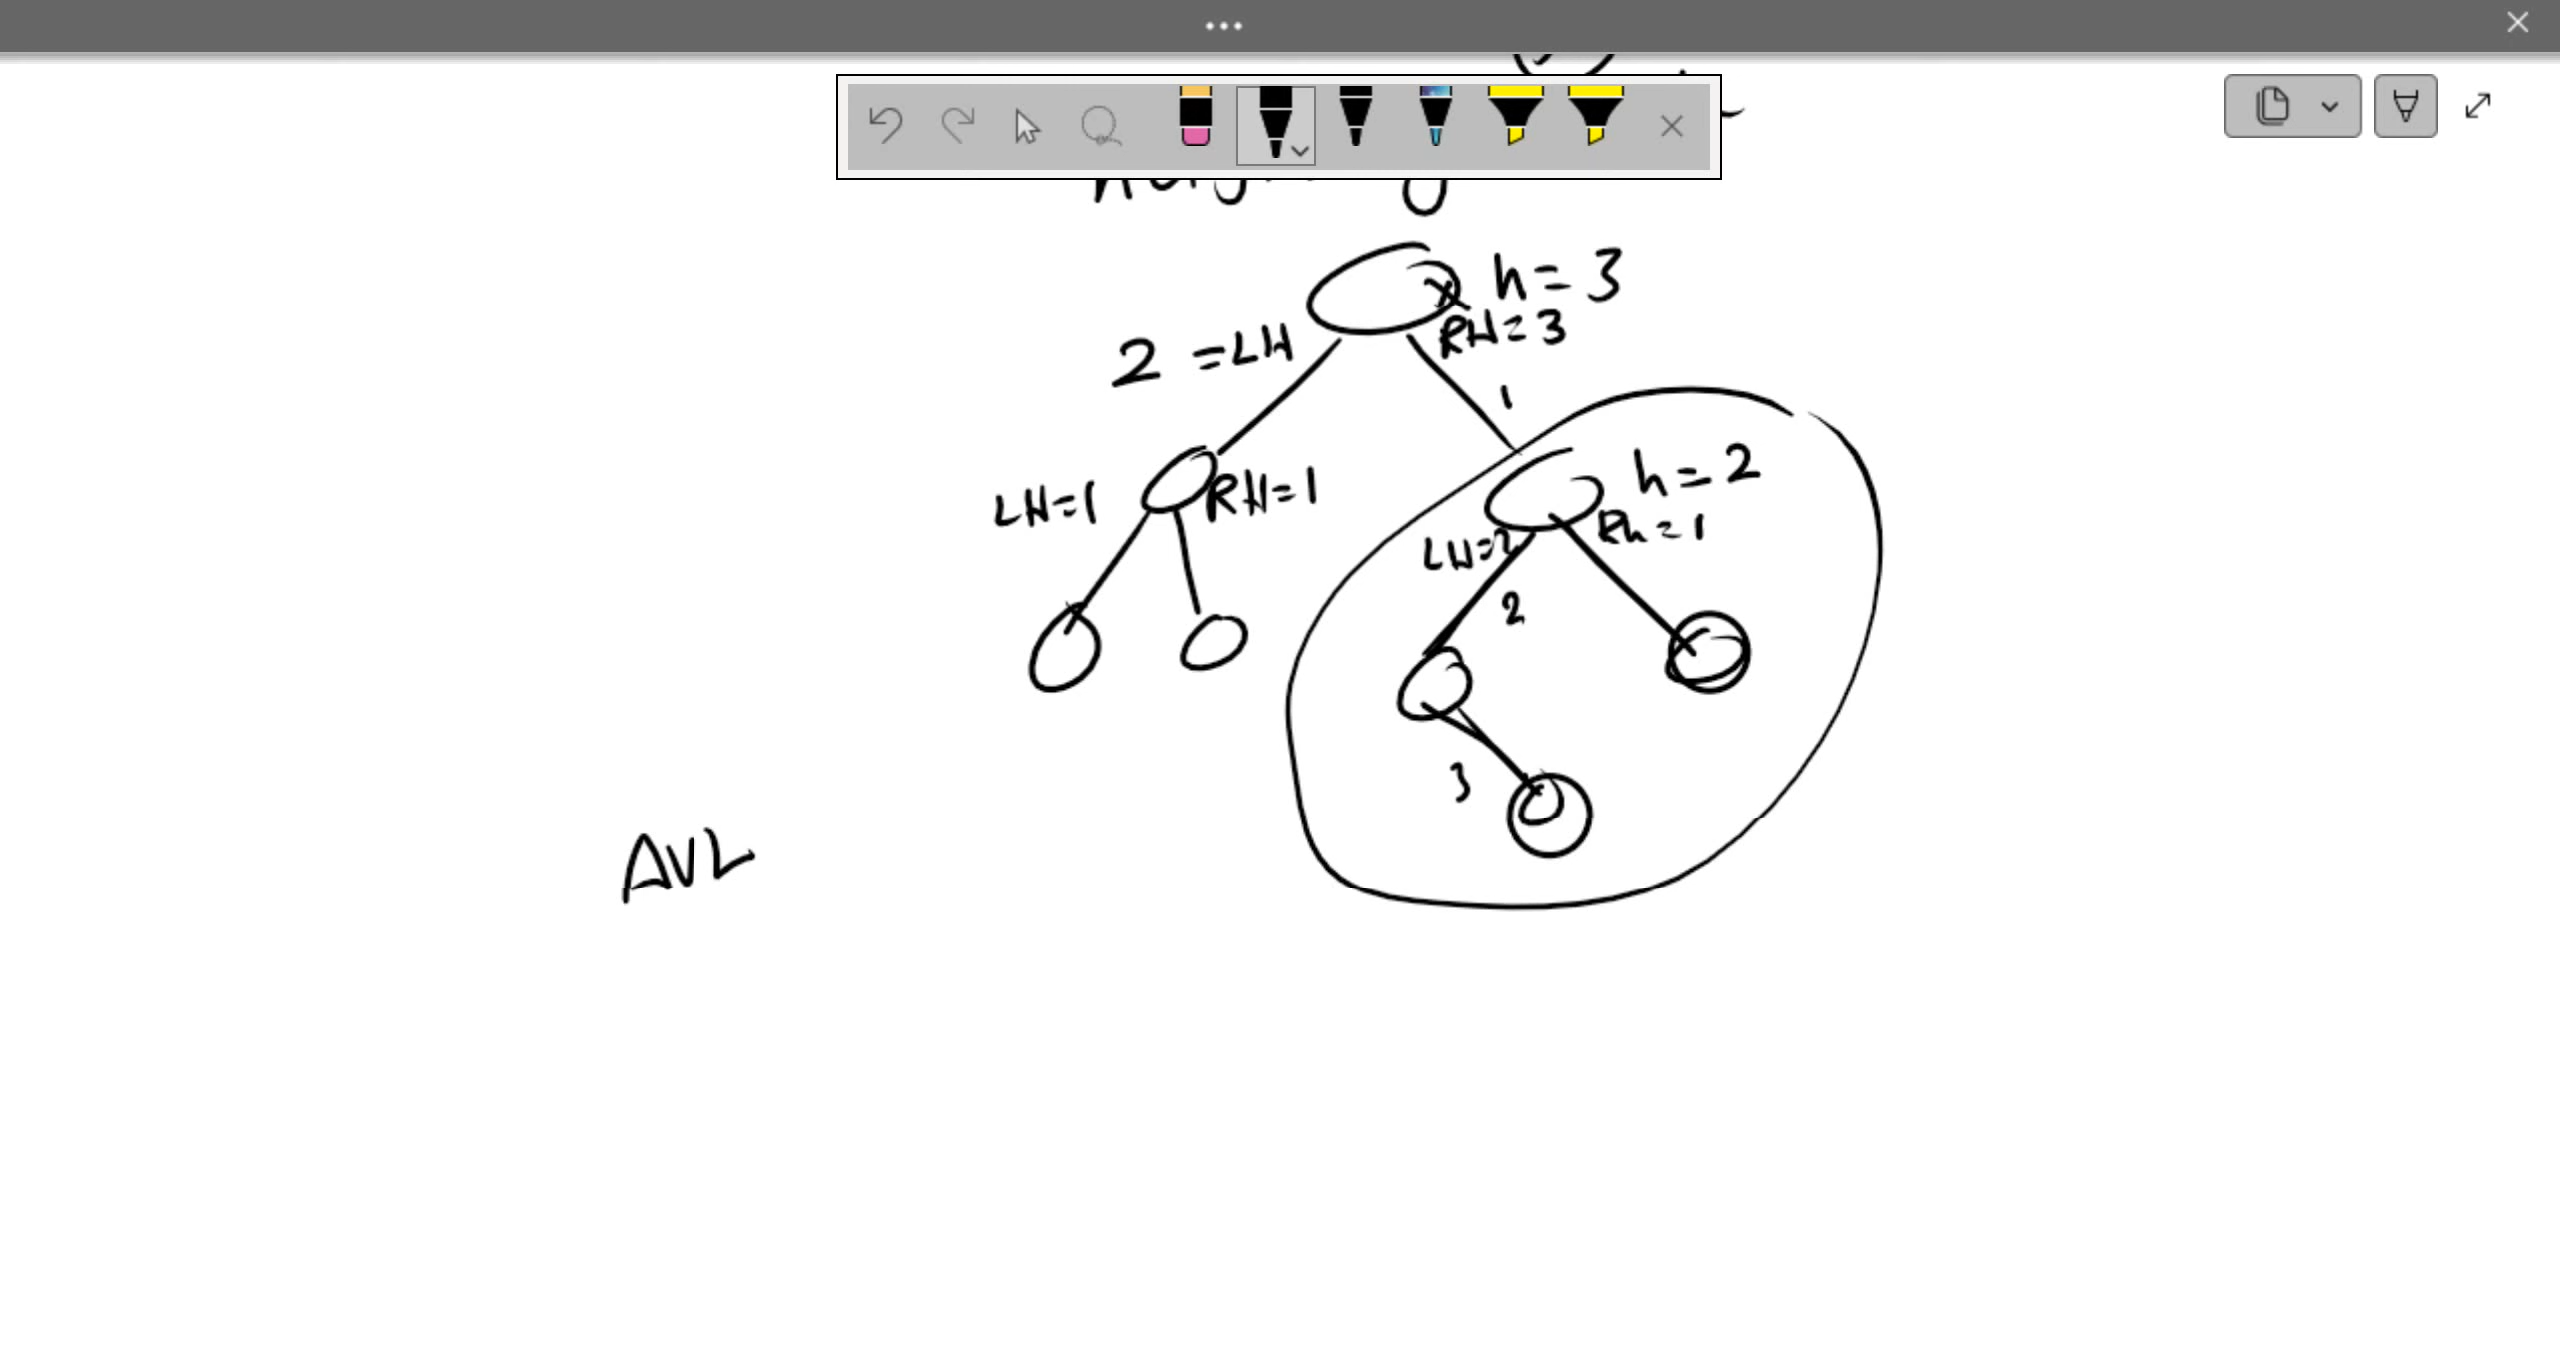 h = 3
RH = 3
2 = LH
1
h = 2
LH = 1
RH = 1
Rh = 1
LH = 2
2
3
AVL